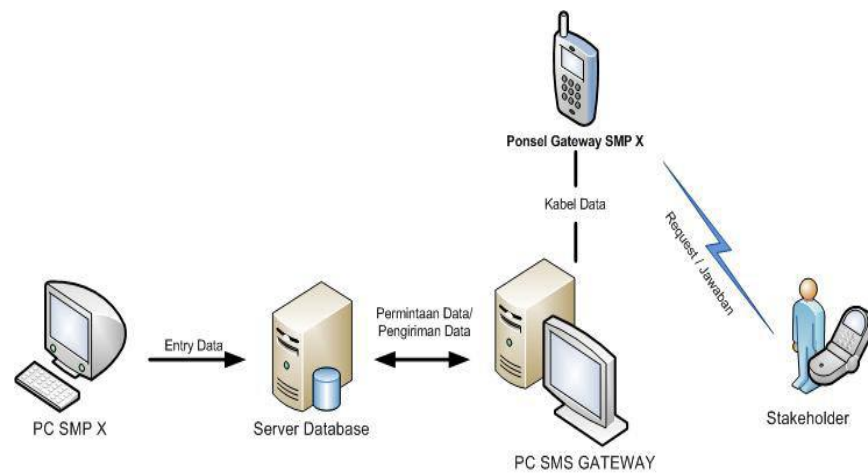 Ponsel Gateway SMP X
Kabel Data
Request / Jawaban
Permintaan Data/
Pengiriman Data
Entry Data
PC SMP X
Server Database
PC SMS GATEWAY
Stakeholder